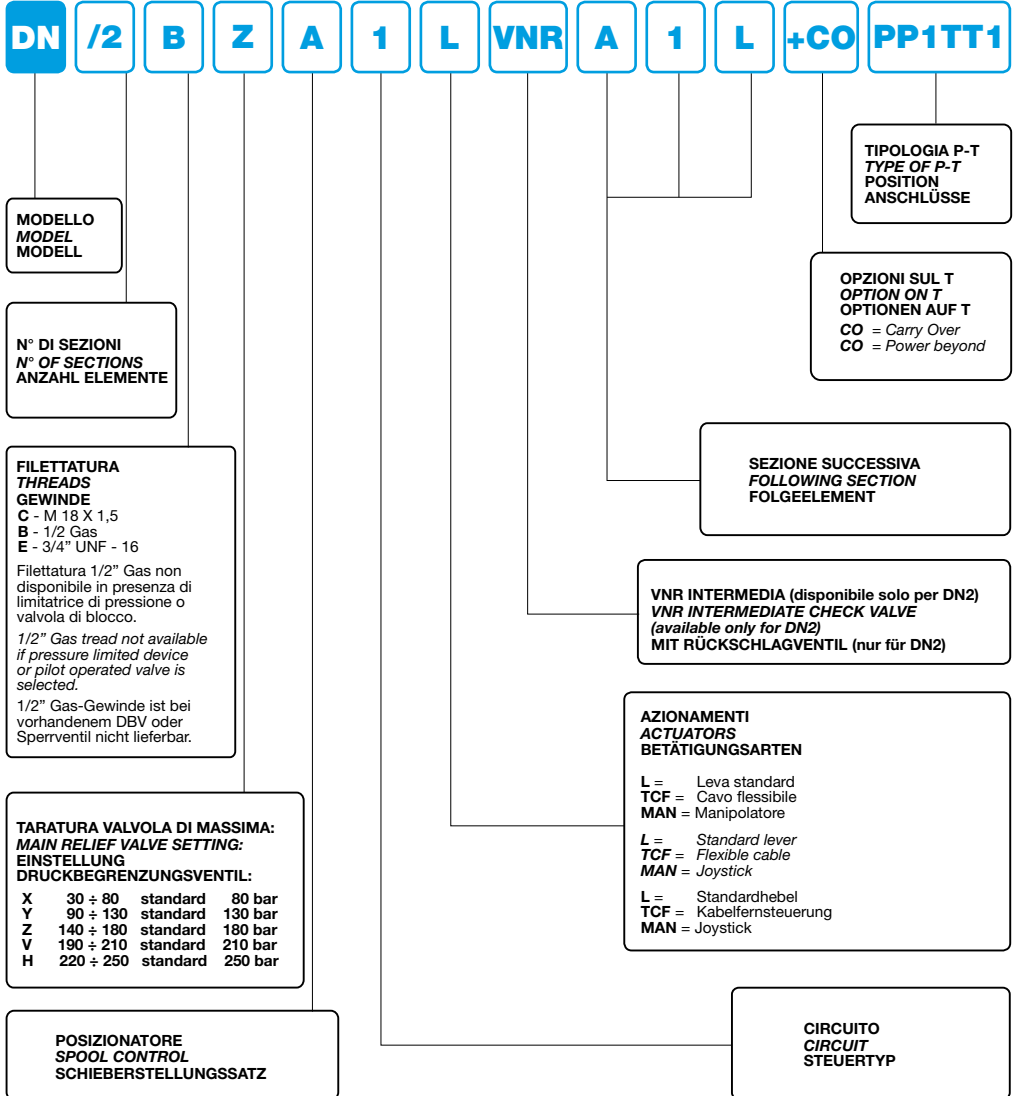 DN /2 B Z A 1 L VNR A 1 L +CO PP1TT1
TIPOLOGIA P-T
TYPE OF P-T
POSITION
ANSCHLÜSSE
MODELLO
MODEL
MODELL
OPZIONI SUL T
OPTION ON T
OPTIONEN AUF T
CO = Carry Over
CO = Power beyond
N° DI SEZIONI
N° OF SECTIONS
ANZAHL ELEMENTE
FILETTATURA
THREADS
GEWINDE
C - M 18 X 1,5
B - 1/2 Gas
E - 3/4” UNF - 16
Filettatura 1/2” Gas non
disponibile in presenza di
limitatrice di pressione o
valvola di blocco.
1/2” Gas tread not available
if pressure limited device
or pilot operated valve is
selected.
1/2” Gas-Gewinde ist bei
vorhandenem DBV oder
Sperrventil nicht lieferbar.
SEZIONE SUCCESSIVA
FOLLOWING SECTION
FOLGEELEMENT
VNR INTERMEDIA (disponibile solo per DN2)
VNR INTERMEDIATE CHECK VALVE
(available only for DN2)
MIT RÜCKSCHLAGVENTIL (nur für DN2)
AZIONAMENTI
ACTUATORS
BETÄTIGUNGSARTEN
L = Leva standard
TCF = Cavo flessibile
MAN = Manipolatore
L = Standard lever
TCF = Flexible cable
MAN = Joystick
L = Standardhebel
TCF = Kabelfernsteuerung
MAN = Joystick
TARATURA VALVOLA DI MASSIMA:
MAIN RELIEF VALVE SETTING:
EINSTELLUNG
DRUCKBEGRENZUNGSVENTIL:
X 30 ÷ 80 standard 80 bar
Y 90 ÷ 130 standard 130 bar
Z 140 ÷ 180 standard 180 bar
V 190 ÷ 210 standard 210 bar
H 220 ÷ 250 standard 250 bar
POSIZIONATORE
SPOOL CONTROL
SCHIEBERSTELLUNGSSATZ
CIRCUITO
CIRCUIT
STEUERTYP